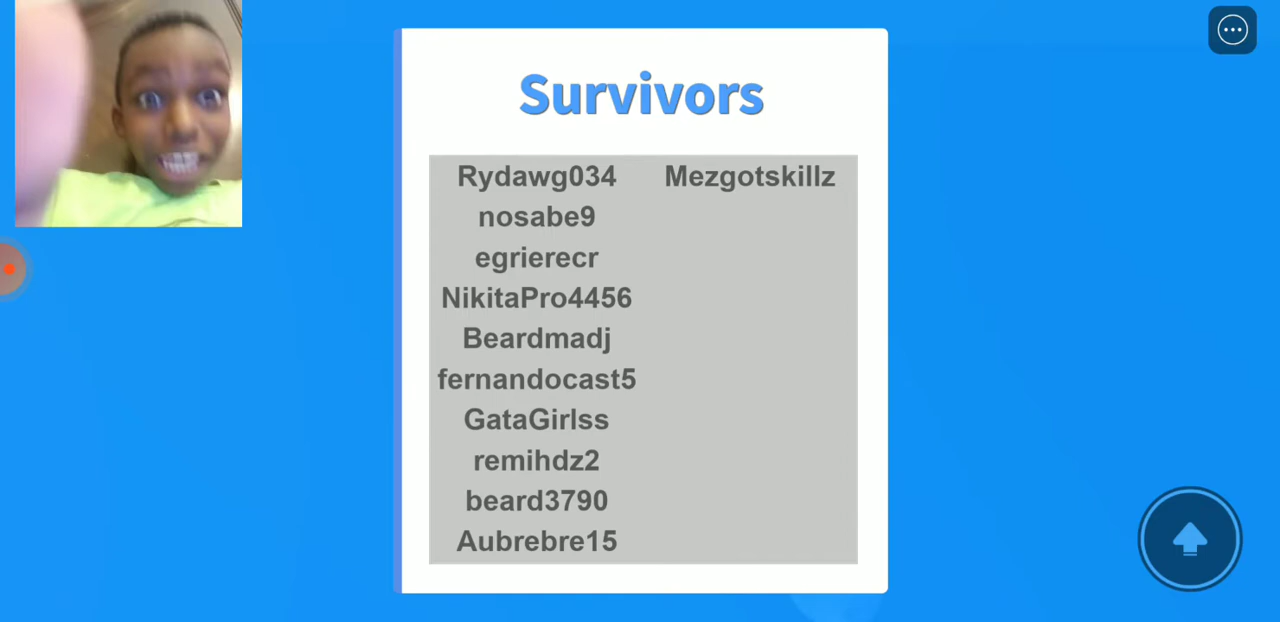 Survivors
Rydawg034 Mezgotskillz
nosabe9
egrierecr
NikitaPro4456
Beardmadj
fernandocast5
GataGirlss
remihdz2
beard3790
Aubrebre15